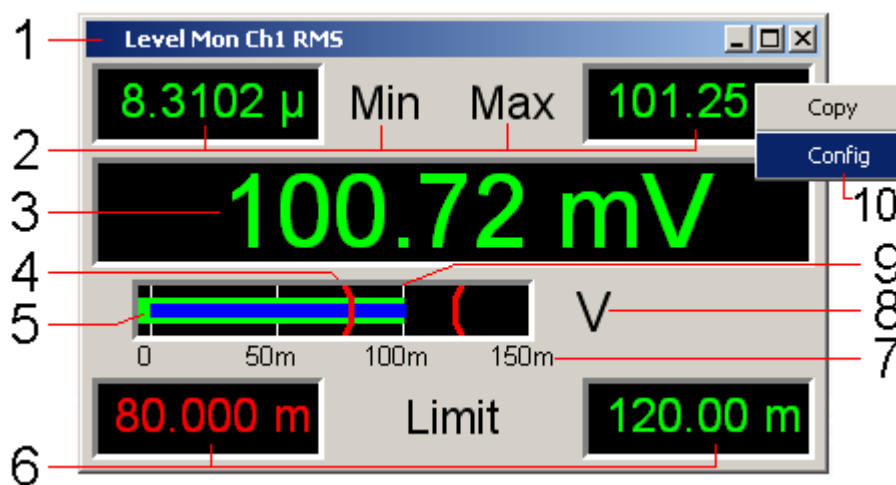 1 Level Mon Ch1 RMS
8.3102 µ Min Max 101.25
Copy
Config
2
10
3 100.72 mV
4
9
5
V 8
0 50m 100m 150m 7
80.000 m Limit 120.00 m
6